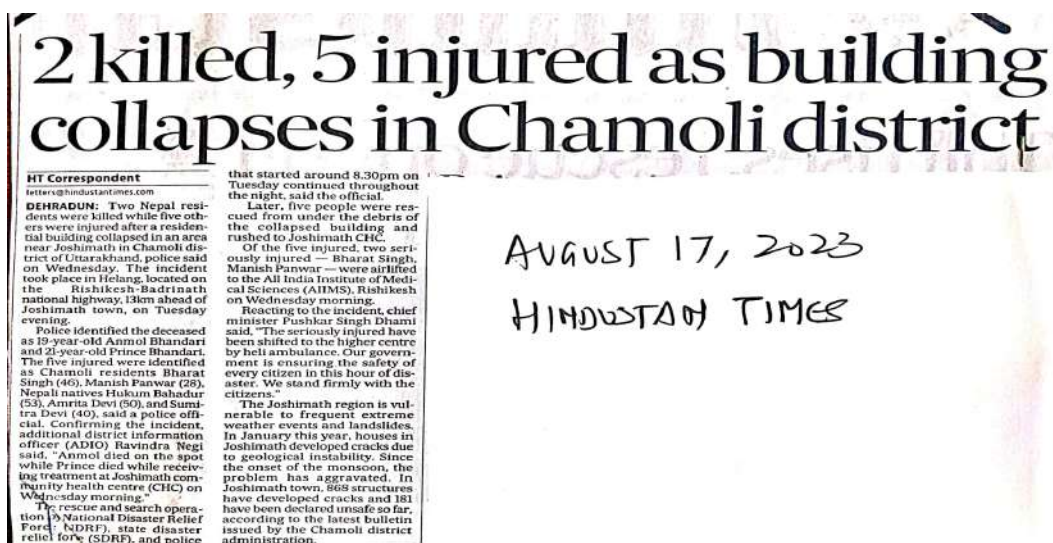 2 killed, 5 injured as building
collapses in Chamoli district
HT Correspondent
letters@hindustantimes.com
DEHRADUN: Two Nepal resi-
dents were killed while five oth-
ers were injured after a residen-
tial building collapsed in an area
near Joshimath in Chamoli dis-
trict of Uttarakhand, police said
on Wednesday. The incident
took place in Helang, located on
the Rishikesh-Badrinath
national highway, 13km ahead of
Joshimath town, on Tuesday
evening.
Police identified the deceased
as 19-year-old Anmol Bhandari
and 21-year-old Prince Bhandari.
The five injured were identified
as Chamoli residents Bharat
Singh (46), Manish Panwar (28),
Nepali natives Hukum Bahadur
(53), Amrita Devi (50), and Sumi-
tra Devi (40), said a police offi-
cial. Confirming the incident,
additional district information
officer (ADIO) Ravindra Negi
said, "Anmol died on the spot
while Prince died while receiv-
ing treatment at Joshimath com-
munity health centre (CHC) on
Wednesday morning."
The rescue and search opera-
tion National Disaster Relief
NDRF), state disaster
relief (SDRF), and police
that started around 8.30pm on
Tuesday continued throughout
the night, said the official.
Later, five people were res-
cued from under the debris of
the collapsed building and
rushed to Joshimath CHC.
Of the five injured, two seri-
ously injured — Bharat Singh,
Manish Panwar — were airlifted
to the All India Institute of Medi-
cal Sciences (AIIMS), Rishikesh
on Wednesday morning.
Reacting to the incident, chief
minister Pushkar Singh Dhami
said, "The seriously injured have
been shifted to the higher centre
by heli ambulance. Our govern-
ment is ensuring the safety of
every citizen in this hour of dis-
aster. We stand firmly with the
citizens."
The Joshimath region is vul-
nerable to frequent extreme
weather events and landslides.
In January this year, houses in
Joshimath developed cracks due
to geological instability. Since
the onset of the monsoon, the
problem has aggravated. In
Joshimath town, 868 structures
have developed cracks and 181
have been declared unsafe so far,
according to the latest bulletin
issued by the Chamoli district
administration.
AUGUST 17, 2023
HINDUSTAN TIMES